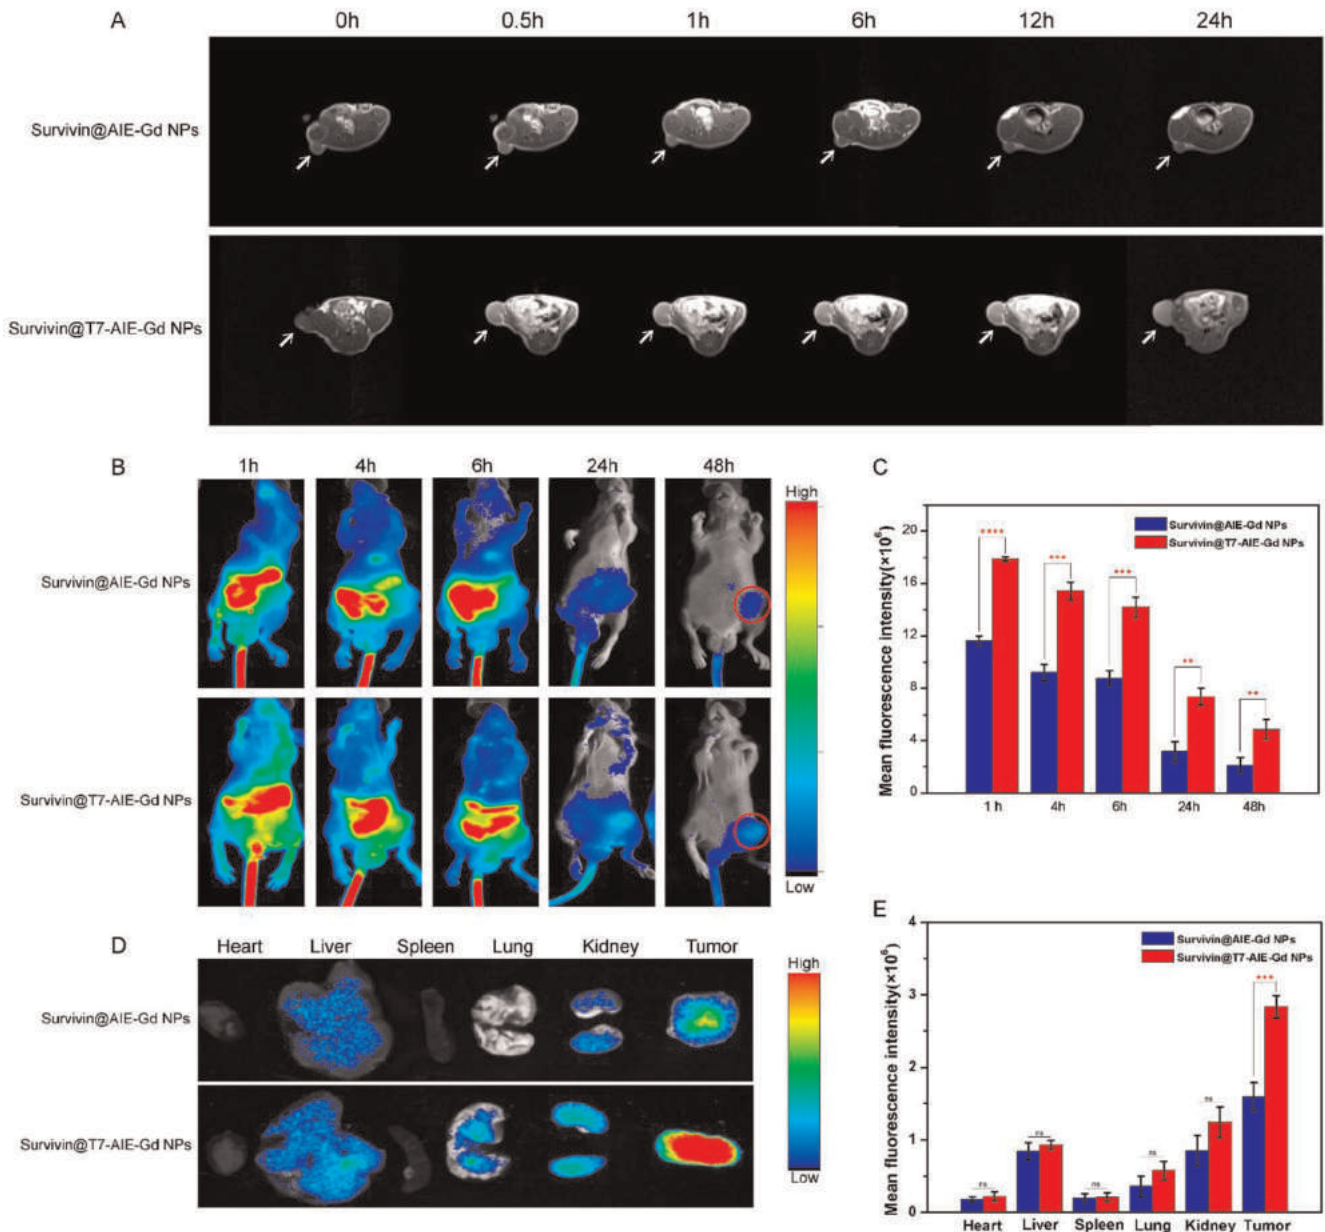 A
0h 0.5h 1h 6h 12h 24h
Survivin@AIE-Gd NPs
Survivin@T7-AIE-Gd NPs
B
1h 4h 6h 24h 48h
High
Survivin@AIE-Gd NPs
Survivin@T7-AIE-Gd NPs
Low
C
Mean fluorescence intensity(×10⁶)
20
16
12
8
4
0
Survivin@AIE-Gd NPs
Survivin@T7-AIE-Gd NPs
**** *** *** ** **
1 h 4h 6h 24h 48h
D
Heart Liver Spleen Lung Kidney Tumor
High
Survivin@AIE-Gd NPs
Survivin@T7-AIE-Gd NPs
Low
E
Mean fluorescence intensity(×10⁶)
4
3
2
1
0
Survivin@AIE-Gd NPs
Survivin@T7-AIE-Gd NPs
ns ns ns ns ns ***
Heart Liver Spleen Lung Kidney Tumor